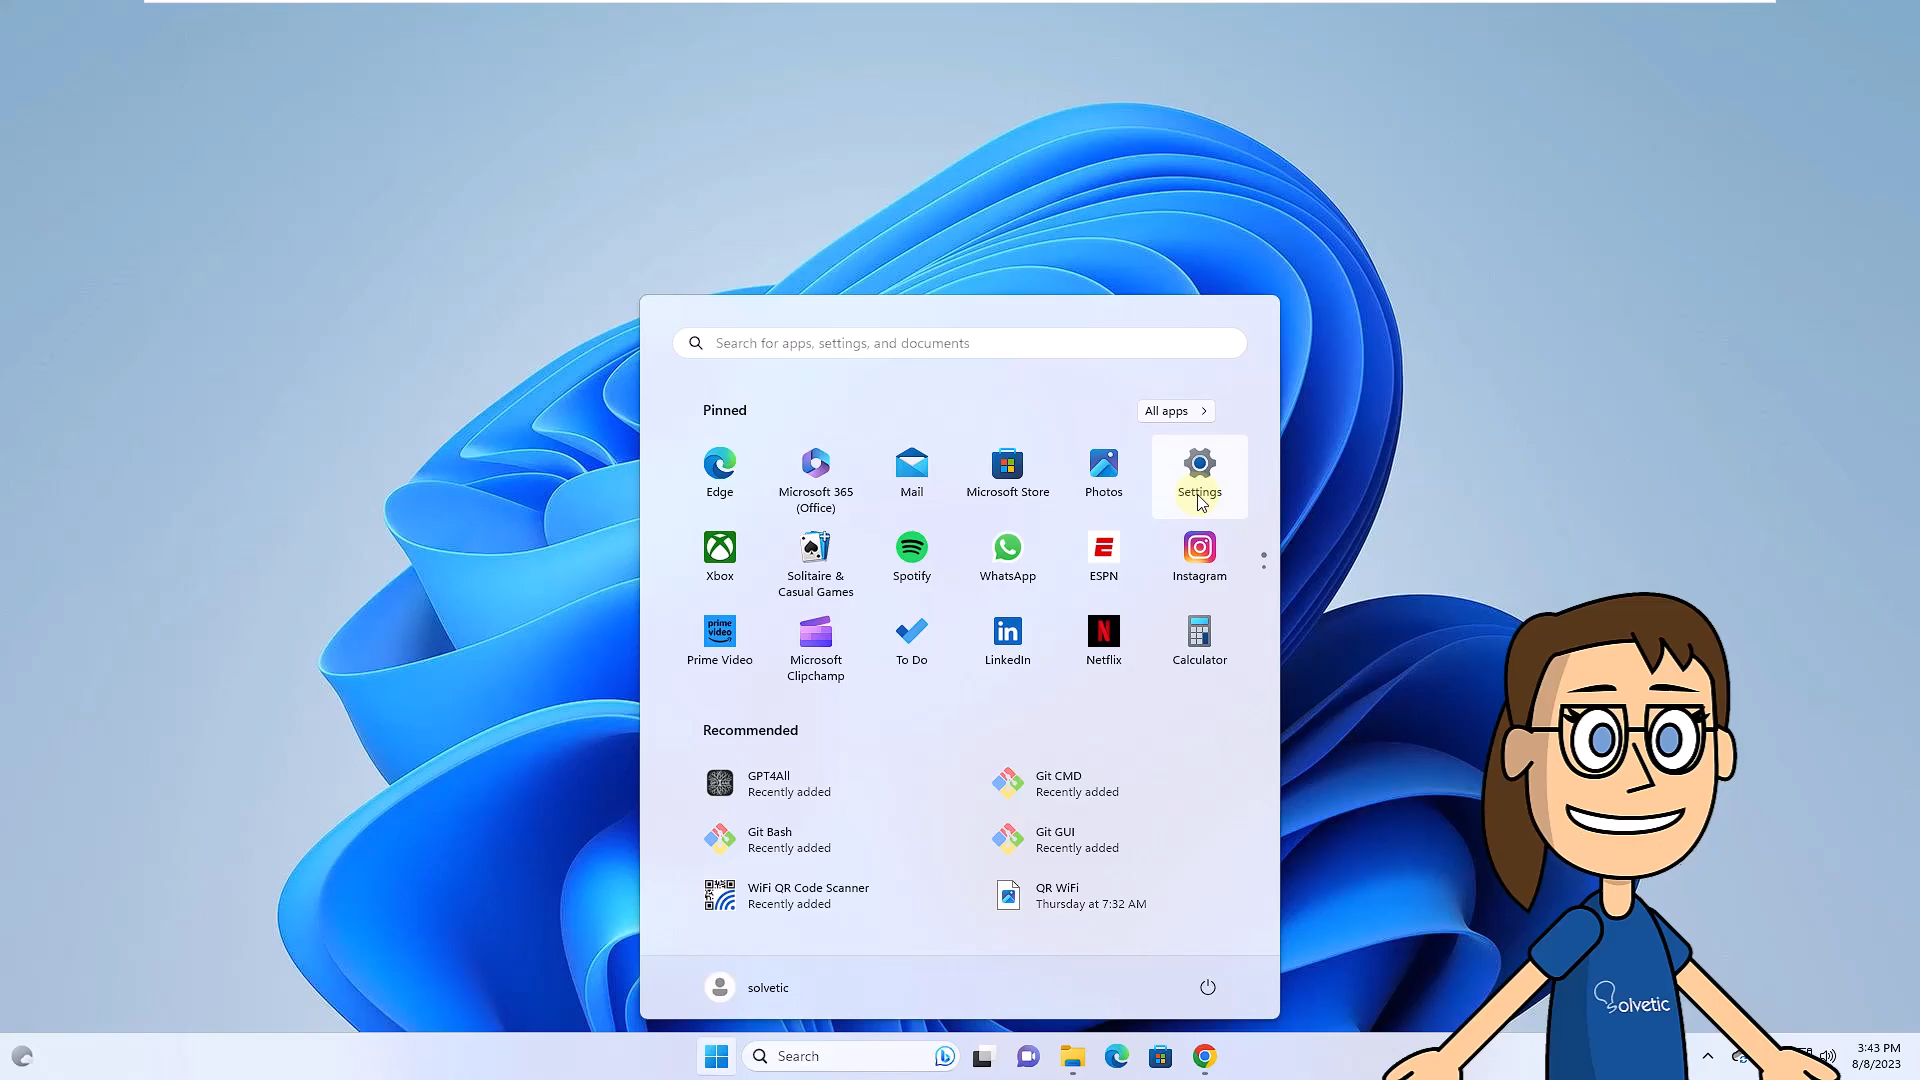 Search for apps, settings, and documents
Pinned
All apps
Edge
Microsoft 365
(Office)
Mail
Microsoft Store
Photos
Settings
Xbox
Solitaire &
Casual Games
Spotify
WhatsApp
ESPN
Instagram
prime
video
Prime Video
Microsoft
Clipchamp
To Do
LinkedIn
Netflix
Calculator
Recommended
GPT4All
Recently added
Git CMD
Recently added
Git Bash
Recently added
Git GUI
Recently added
WiFi QR Code Scanner
Recently added
QR WiFi
Thursday at 7:32 AM
solvetic
Solvetic
Search
3:43 PM
8/8/2023